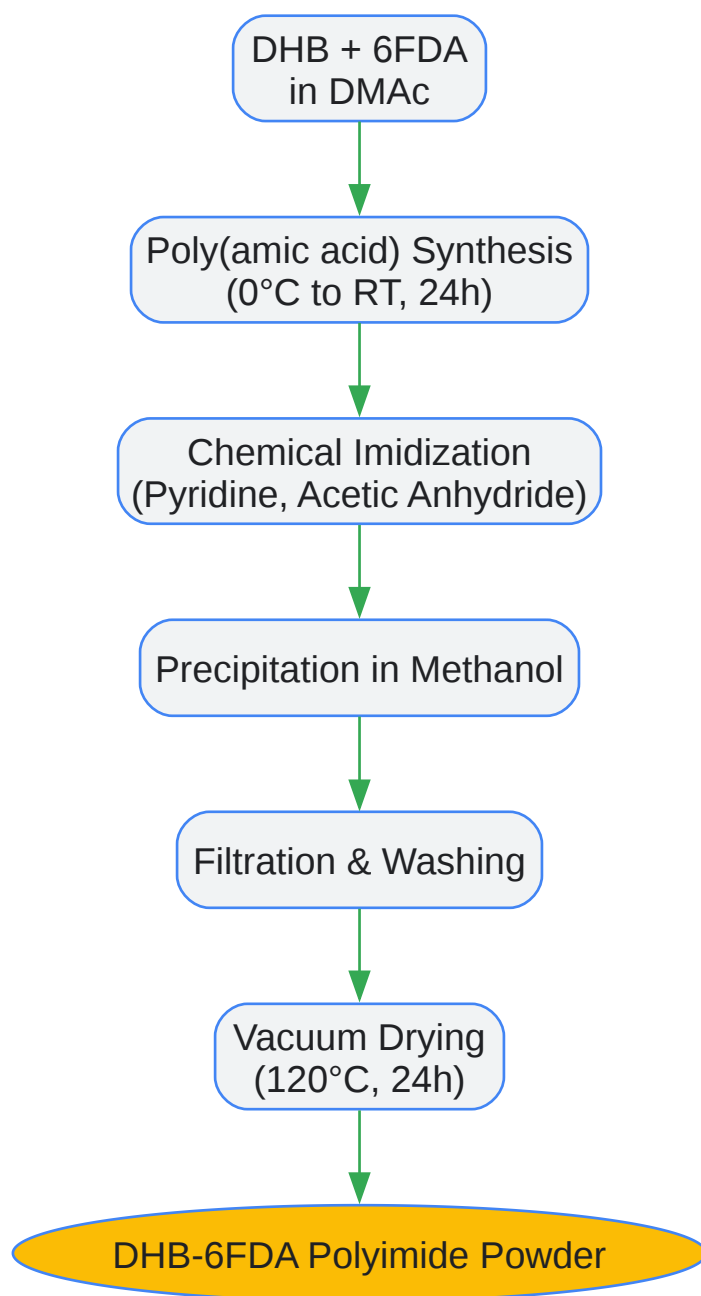 DHB + 6FDA
in DMAc
Poly(amic acid) Synthesis
(0°C to RT, 24h)
Chemical Imidization
(Pyridine, Acetic Anhydride)
Precipitation in Methanol
Filtration & Washing
Vacuum Drying
(120°C, 24h)
DHB-6FDA Polyimide Powder